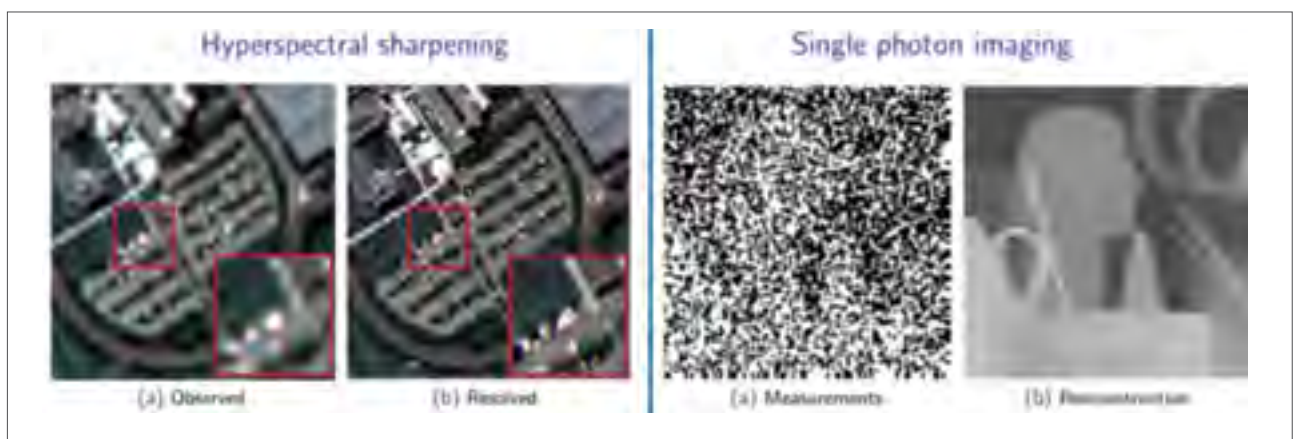 Hyperspectral sharpening
(a) Observed
(b) Resolved
Single photon imaging
(a) Measurements
(b) Reconstruction